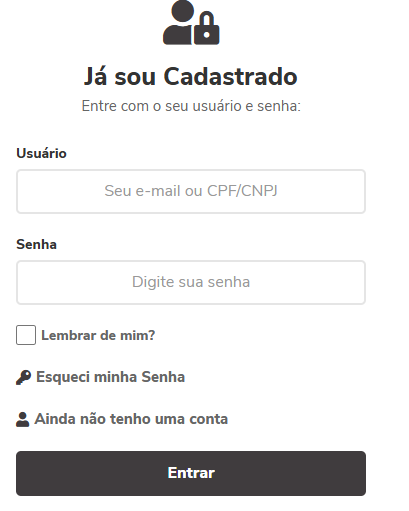 Já sou Cadastrado
Entre com o seu usuário e senha:
Usuário
Seu e-mail ou CPF/CNPJ
Senha
Digite sua senha
Lembrar de mim?
Esqueci minha Senha
Ainda não tenho uma conta
Entrar